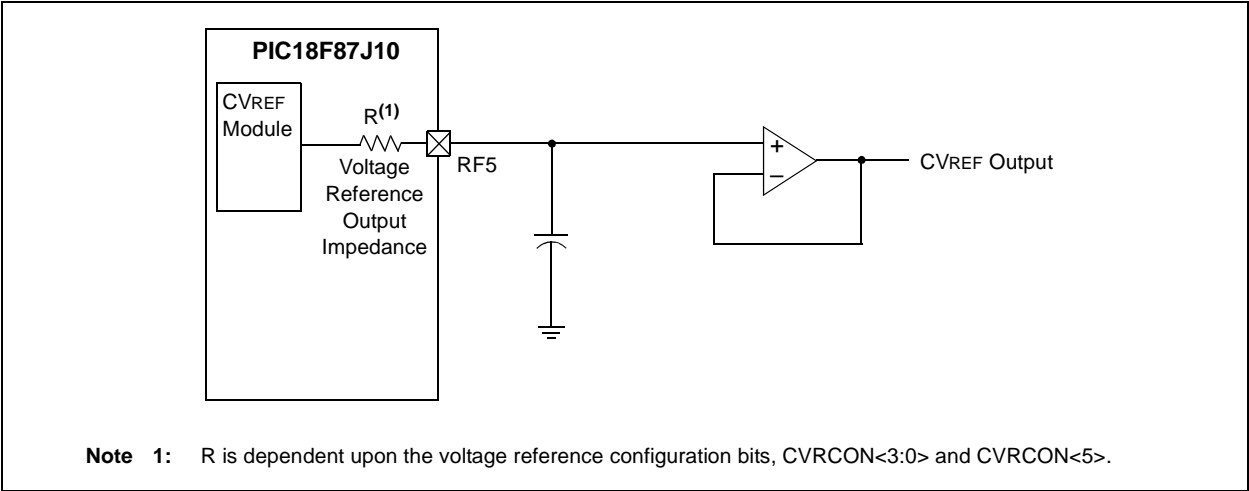 PIC18F87J10
CVREF
Module
R(1)
Voltage
Reference
Output
Impedance
RF5
+
–
CVREF Output
Note 1: R is dependent upon the voltage reference configuration bits, CVRCON<3:0> and CVRCON<5>.